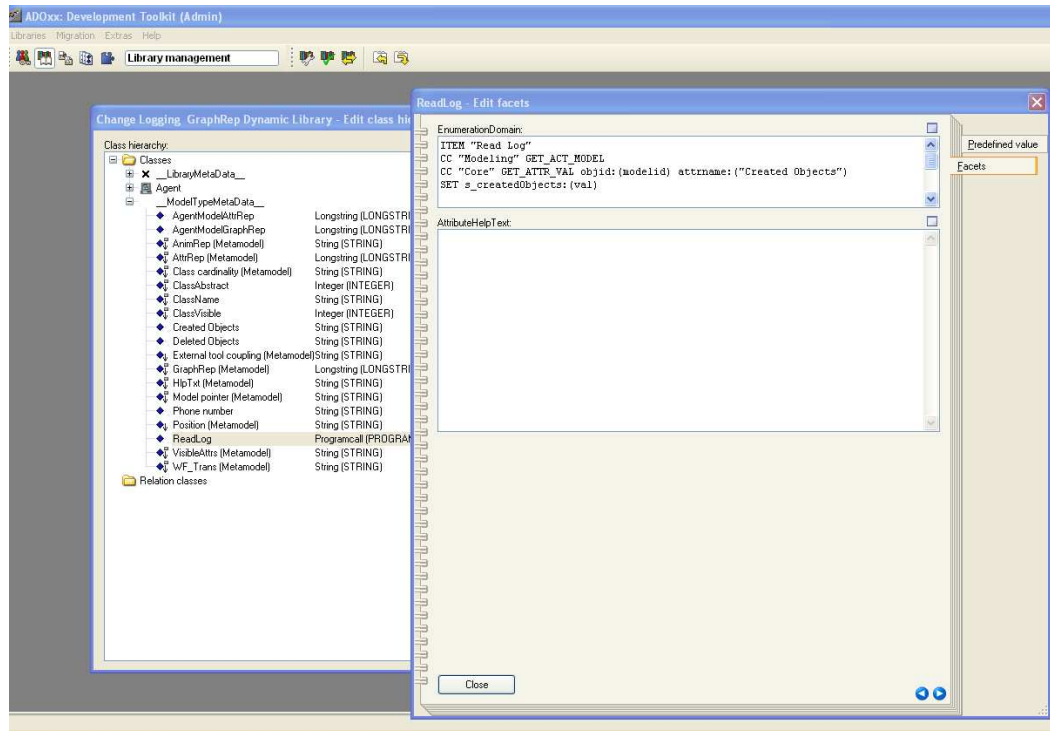 ADOxx: Development Toolkit (Admin)
Libraries Migration Extras Help
Library management
Change Logging GraphRep Dynamic Library - Edit class hi
Class hierarchy:
Classes
__LibraryMetaData__
Agent
__ModelTypeMetaData__
AgentModelAttrRep Longstring (LONGSTRI
AgentModelGraphRep Longstring (LONGSTRI
AnimRep (Metamodel) String (STRING)
AttrRep (Metamodel) Longstring (LONGSTRI
Class cardinality (Metamodel) String (STRING)
ClassAbstract Integer (INTEGER)
ClassName String (STRING)
ClassVisible Integer (INTEGER)
Created Objects String (STRING)
Deleted Objects String (STRING)
External tool coupling (Metamodel)String (STRING)
GraphRep (Metamodel) Longstring (LONGSTRI
HlpTxt (Metamodel) String (STRING)
Model pointer (Metamodel) String (STRING)
Phone number String (STRING)
Position (Metamodel) String (STRING)
ReadLog Programcall (PROGRAM
VisibleAttrs (Metamodel) String (STRING)
WF_Trans (Metamodel) String (STRING)
Relation classes
ReadLog - Edit facets
EnumerationDomain:
ITEM "Read Log"
CC "Modeling" GET_ACT_MODEL
CC "Core" GET_ATTR_VAL objid:(modelid) attrname:("Created Objects")
SET s_createdObjects:(val)
AttributeHelpText:
Close
Predefined value
Facets